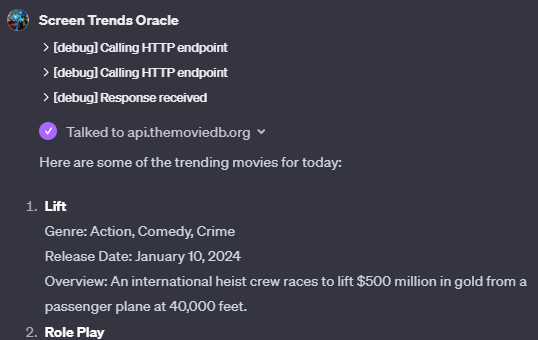 Screen Trends Oracle
> [debug] Calling HTTP endpoint
> [debug] Calling HTTP endpoint
> [debug] Response received
Talked to api.themoviedb.org
Here are some of the trending movies for today:
1. Lift
Genre: Action, Comedy, Crime
Release Date: January 10, 2024
Overview: An international heist crew races to lift $500 million in gold from a
passenger plane at 40,000 feet.
2. Role Play